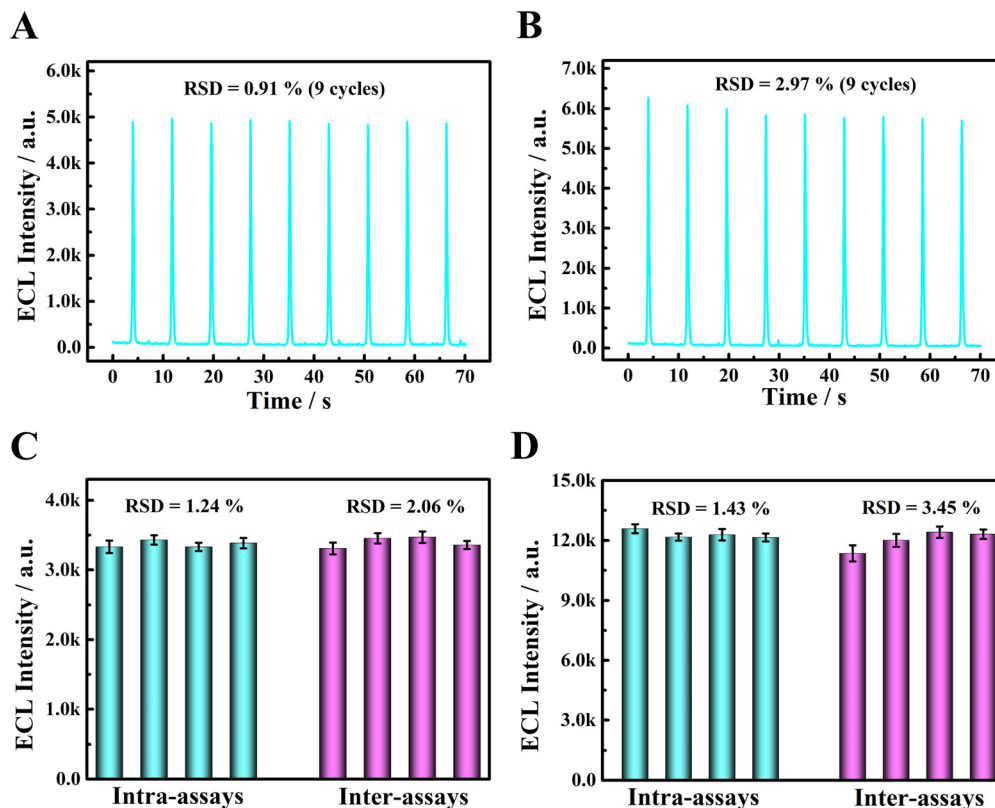 A
RSD = 0.91 % (9 cycles)
6.0k
5.0k
4.0k
3.0k
2.0k
1.0k
0.0
ECL Intensity / a.u.
0 10 20 30 40 50 60 70
Time / s
B
RSD = 2.97 % (9 cycles)
7.0k
6.0k
5.0k
4.0k
3.0k
2.0k
1.0k
0.0
ECL Intensity / a.u.
0 10 20 30 40 50 60 70
Time / s
C
RSD = 1.24 % RSD = 2.06 %
4.0k
3.0k
2.0k
1.0k
0.0
ECL Intensity / a.u.
Intra-assays Inter-assays
D
RSD = 1.43 % RSD = 3.45 %
15.0k
12.0k
9.0k
6.0k
3.0k
0.0
ECL Intensity / a.u.
Intra-assays Inter-assays